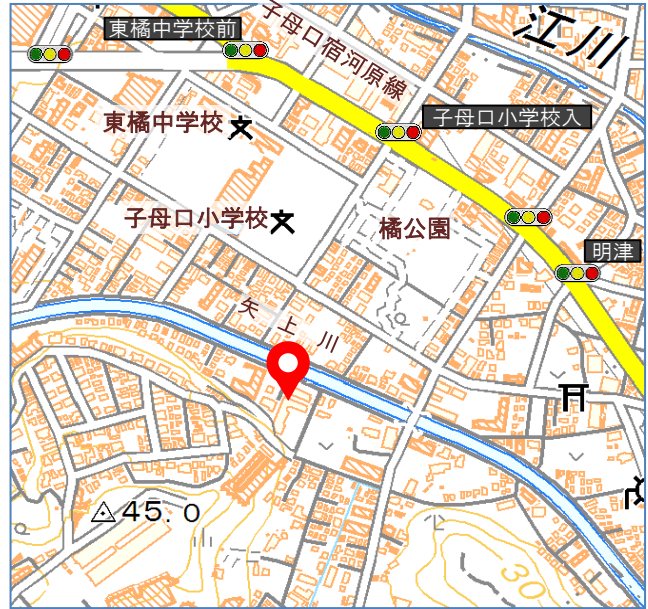 東橘中学校前
子母口宿河原線
江川
子母口小学校入
東橘中学校
子母口小学校
橘公園
明津
矢上川
45.0
30